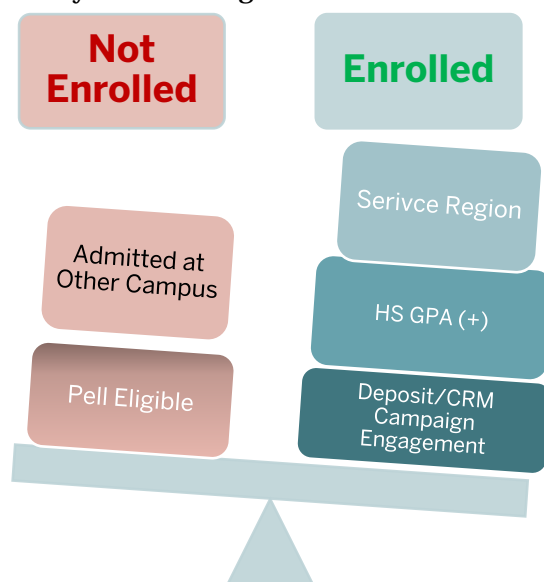 Not
Enrolled
Enrolled
Serivce Region
Admitted at
Other Campus
HS GPA (+)
Pell Eligible
Deposit/CRM
Campaign
Engagement